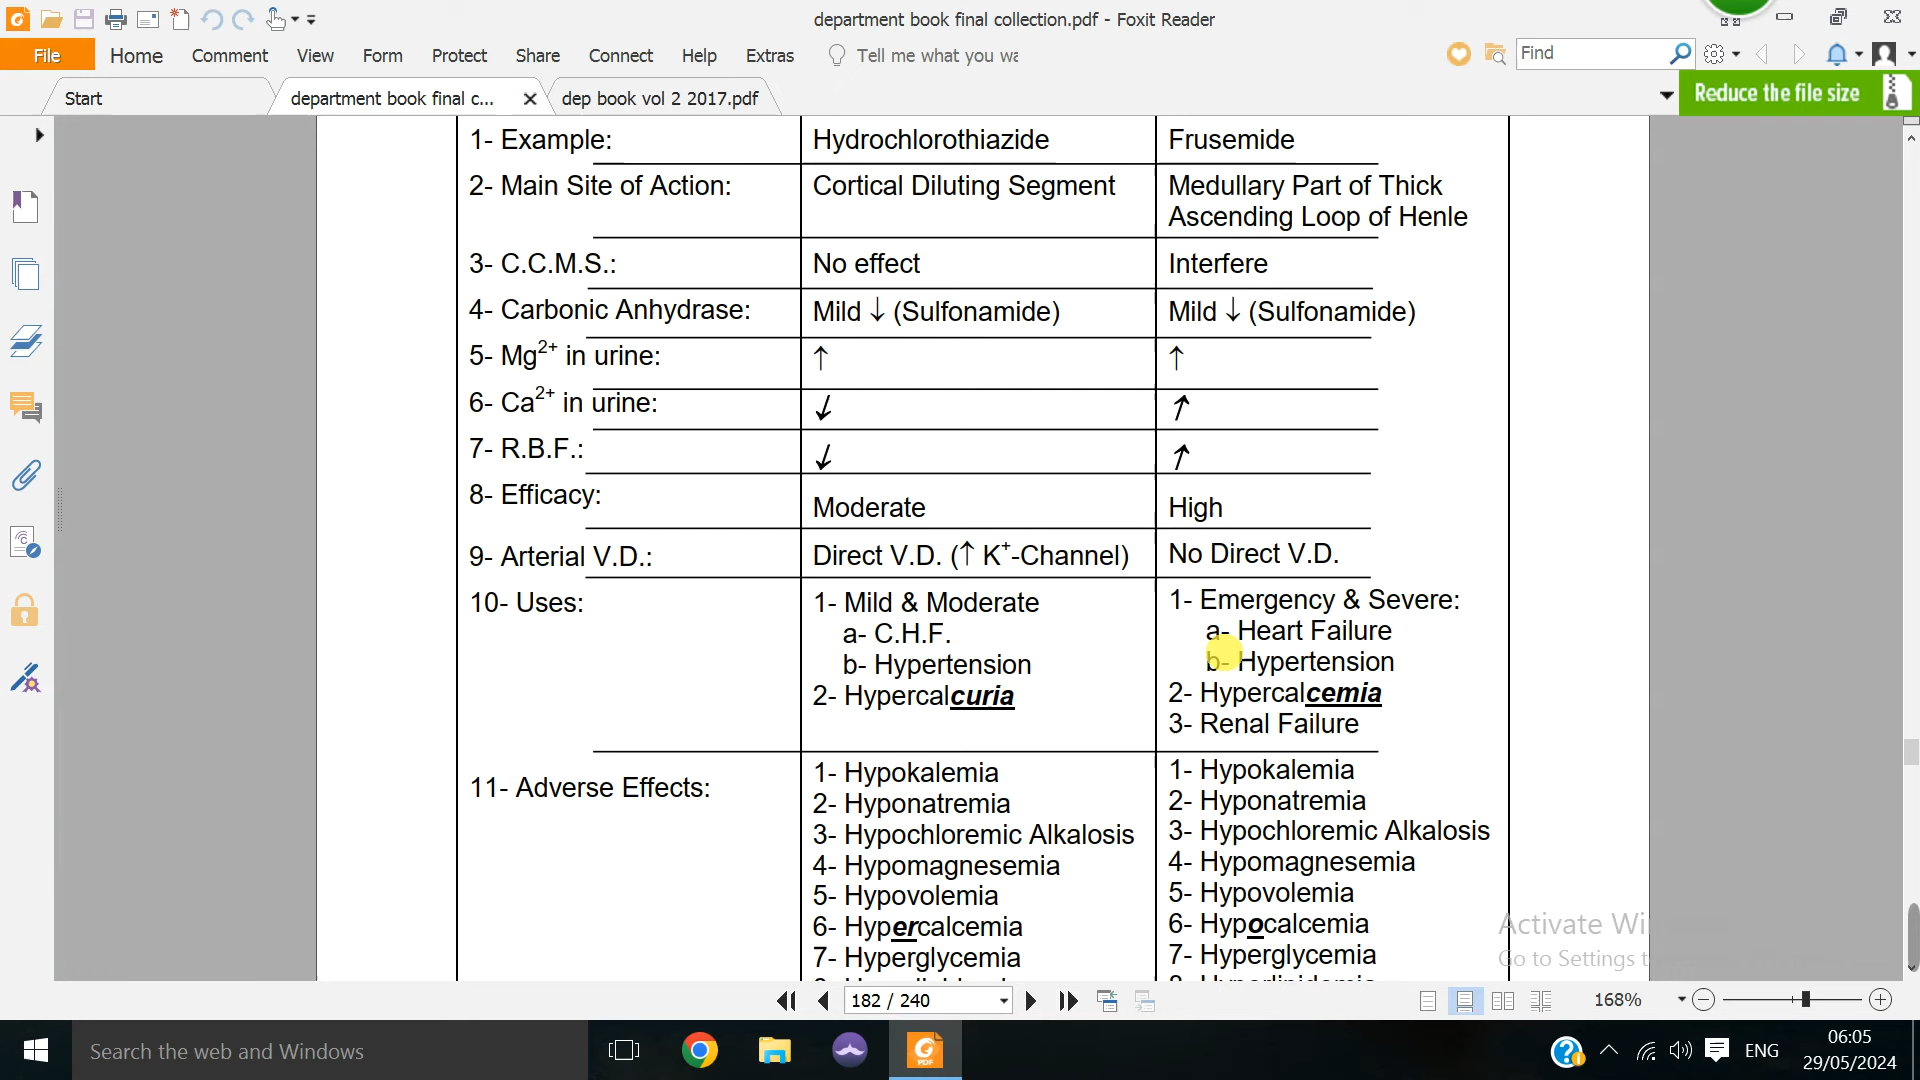 department book final collection.pdf - Foxit Reader
File Home Comment View Form Protect Share Connect Help Extras Tell me what you wa Find
Start department book final c... dep book vol 2 2017.pdf Reduce the file size
1- Example: Hydrochlorothiazide Frusemide
2- Main Site of Action: Cortical Diluting Segment Medullary Part of Thick
Ascending Loop of Henle
3- C.C.M.S.: No effect Interfere
4- Carbonic Anhydrase: Mild ↓ (Sulfonamide) Mild ↓ (Sulfonamide)
5- Mg2+ in urine: ↑ ↑
6- Ca2+ in urine: ↓ ↑
7- R.B.F.: ↓ ↑
8- Efficacy: Moderate High
9- Arterial V.D.: Direct V.D. (↑ K+-Channel) No Direct V.D.
10- Uses: 1- Mild & Moderate 1- Emergency & Severe:
a- C.H.F. a- Heart Failure
b- Hypertension b- Hypertension
2- Hypercalcuria 2- Hypercalcemia
3- Renal Failure
11- Adverse Effects: 1- Hypokalemia 1- Hypokalemia
2- Hyponatremia 2- Hyponatremia
3- Hypochloremic Alkalosis 3- Hypochloremic Alkalosis
4- Hypomagnesemia 4- Hypomagnesemia
5- Hypovolemia 5- Hypovolemia
6- Hypercalcemia 6- Hypocalcemia
7- Hyperglycemia 7- Hyperglycemia
Activate Wi
Go to Settings t
182 / 240 168%
Search the web and Windows PDF ENG 06:05
29/05/2024